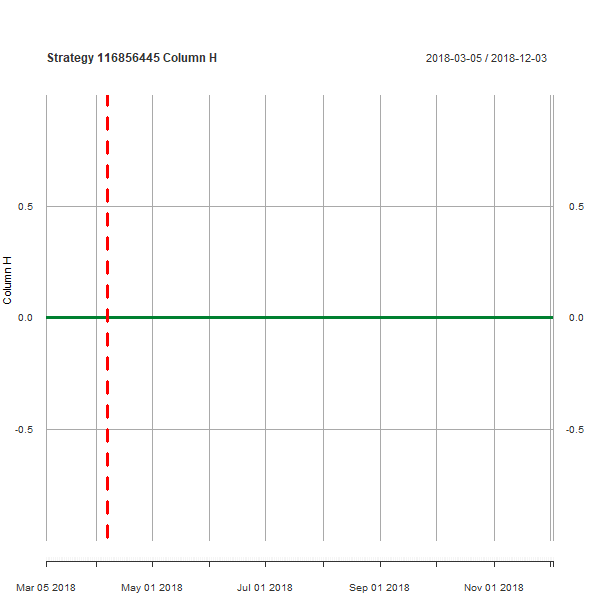 Strategy 116856445 Column H
2018-03-05 / 2018-12-03
0.5
0.5
Column H
0.0
0.0
-0.5
-0.5
Mar 05 2018
May 01 2018
Jul 01 2018
Sep 01 2018
Nov 01 2018